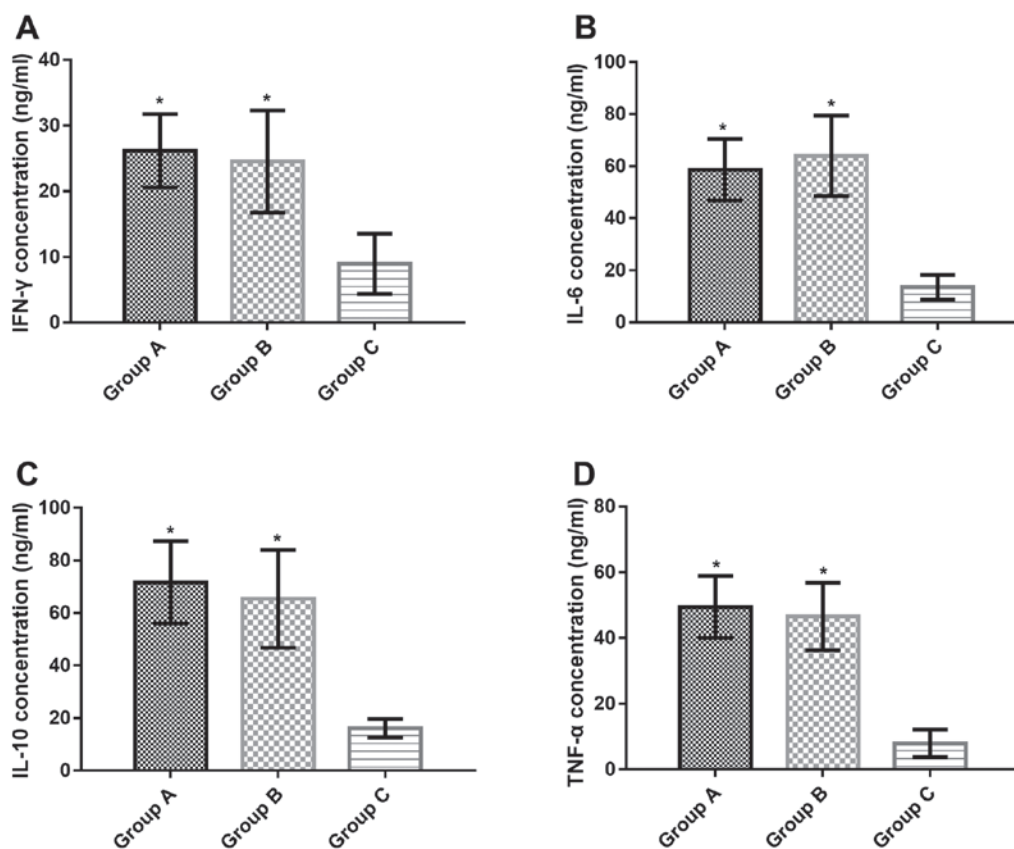 A
IFN-γ concentration (ng/ml)
40
30
20
10
0
*
*
Group A
Group B
Group C
B
IL-6 concentration (ng/ml)
100
80
60
40
20
0
*
*
Group A
Group B
Group C
C
IL-10 concentration (ng/ml)
100
80
60
40
20
0
*
*
Group A
Group B
Group C
D
TNF-α concentration (ng/ml)
80
60
40
20
0
*
*
Group A
Group B
Group C